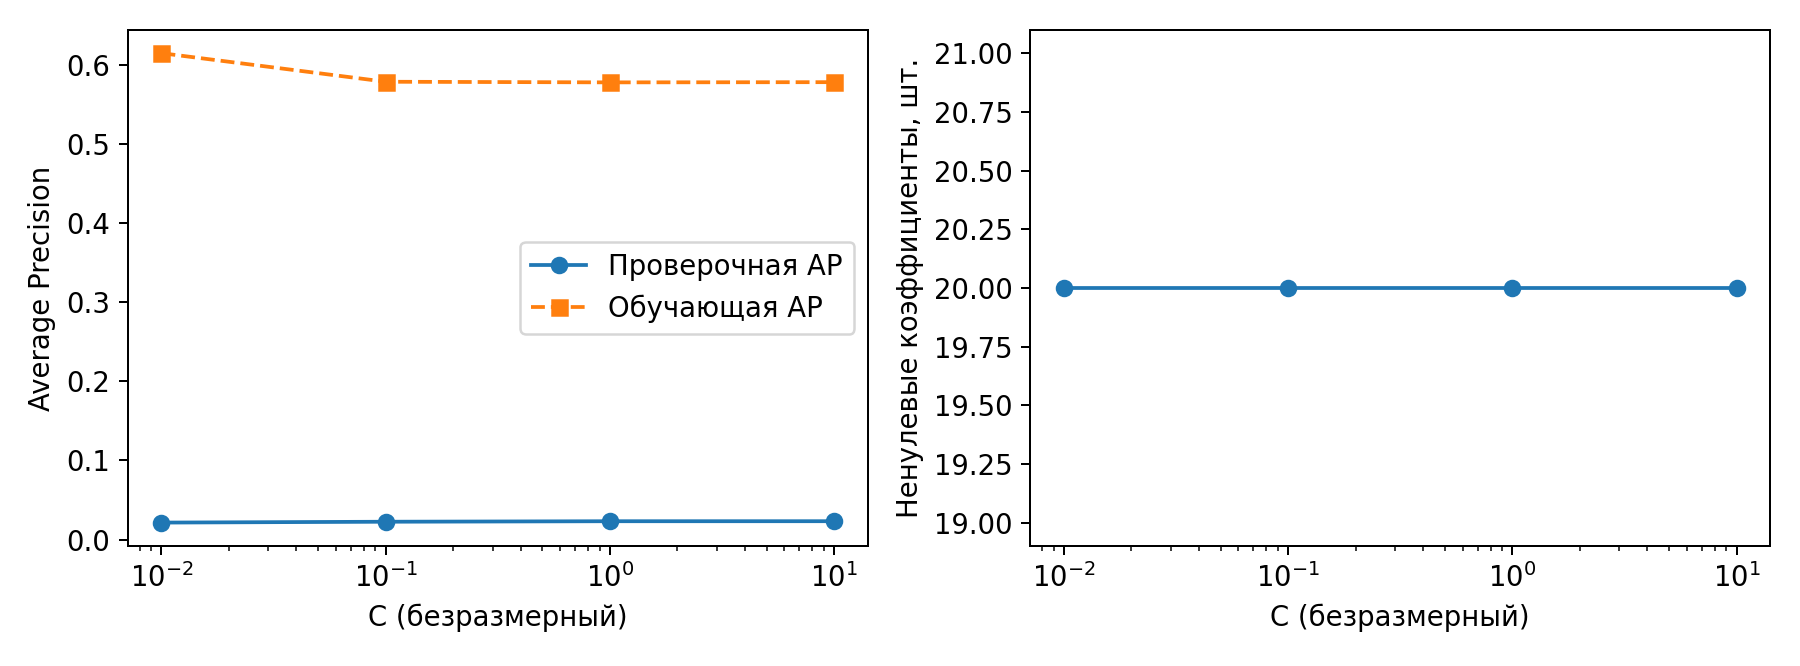 Average Precision
0.6
0.5
0.4
0.3
0.2
0.1
0.0
Проверочная AP
Обучающая AP
10⁻² 10⁻¹ 10⁰ 10¹
C (безразмерный)
Ненулевые коэффициенты, шт.
21.00
20.75
20.50
20.25
20.00
19.75
19.50
19.25
19.00
10⁻² 10⁻¹ 10⁰ 10¹
C (безразмерный)